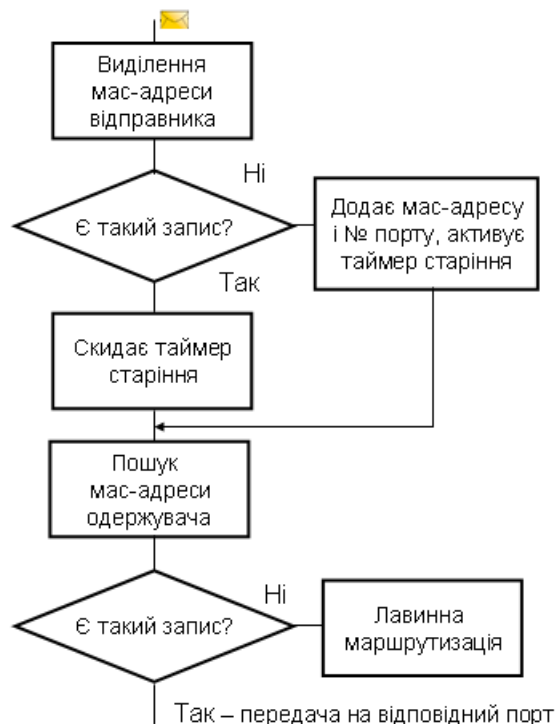 Виділення
мас-адреси
відправника
Ні
Є такий запис?
Додає мас-адресу
і № порту, активує
таймер старіння
Так
Скидає таймер
старіння
Пошук
мас-адреси
одержувача
Ні
Є такий запис?
Лавинна
маршрутизація
Так – передача на відповідний порт